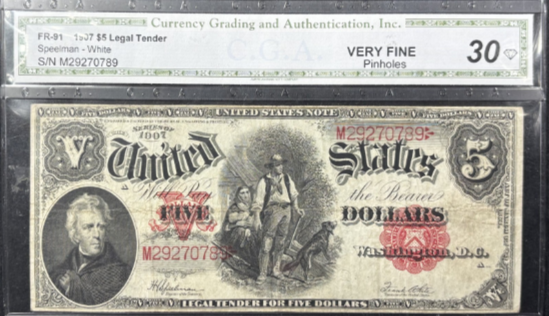 Currency Grading and Authentication, Inc.
FR-91 1907 $5 Legal Tender
Speelman - White
S/N M29270789
C.G.A.
VERY FINE
Pinholes
30
UNITED STATES NOTE
SERIES OF
1907
V
United States
5
M29270789
Will Pay
the Bearer
FIVE
V
DOLLARS
M29270789
Washington, D.C.
LEGAL TENDER FOR FIVE DOLLARS